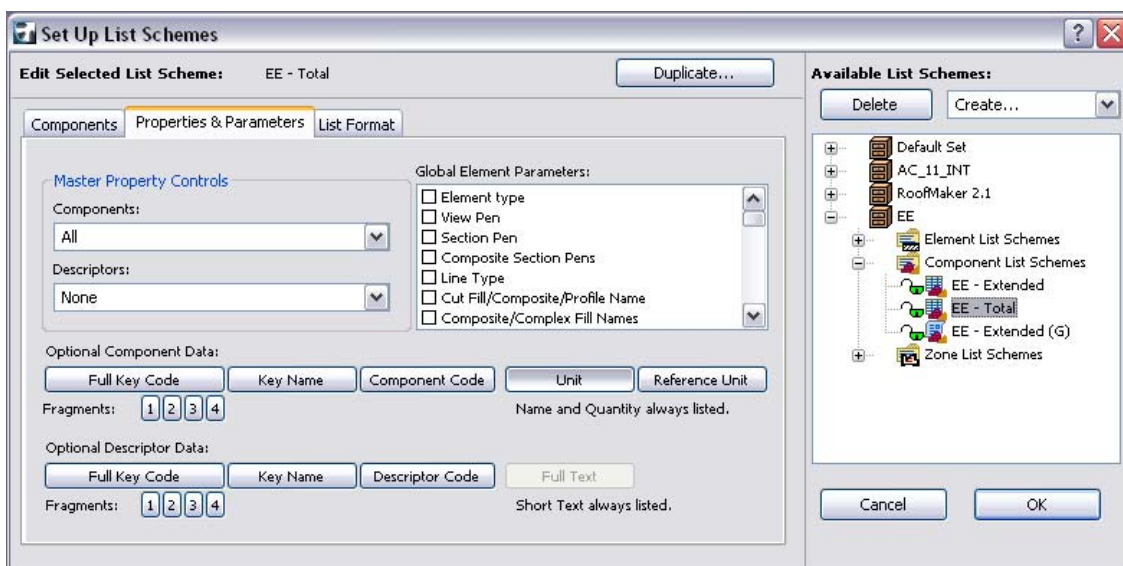 Set Up List Schemes
Edit Selected List Scheme: EE - Total
Duplicate...
Components
Properties & Parameters
List Format
Master Property Controls
Components:
All
Descriptors:
None
Global Element Parameters:
Element type
View Pen
Section Pen
Composite Section Pens
Line Type
Cut Fill/Composite/Profile Name
Composite/Complex Fill Names
Optional Component Data:
Full Key Code Key Name Component Code Unit Reference Unit
Fragments: 1 2 3 4 Name and Quantity always listed.
Optional Descriptor Data:
Full Key Code Key Name Descriptor Code Full Text
Fragments: 1 2 3 4 Short Text always listed.
Available List Schemes:
Delete Create...
Default Set
AC_11_INT
RoofMaker 2.1
EE
Element List Schemes
Component List Schemes
EE - Extended
EE - Total
EE - Extended (G)
Zone List Schemes
Cancel OK